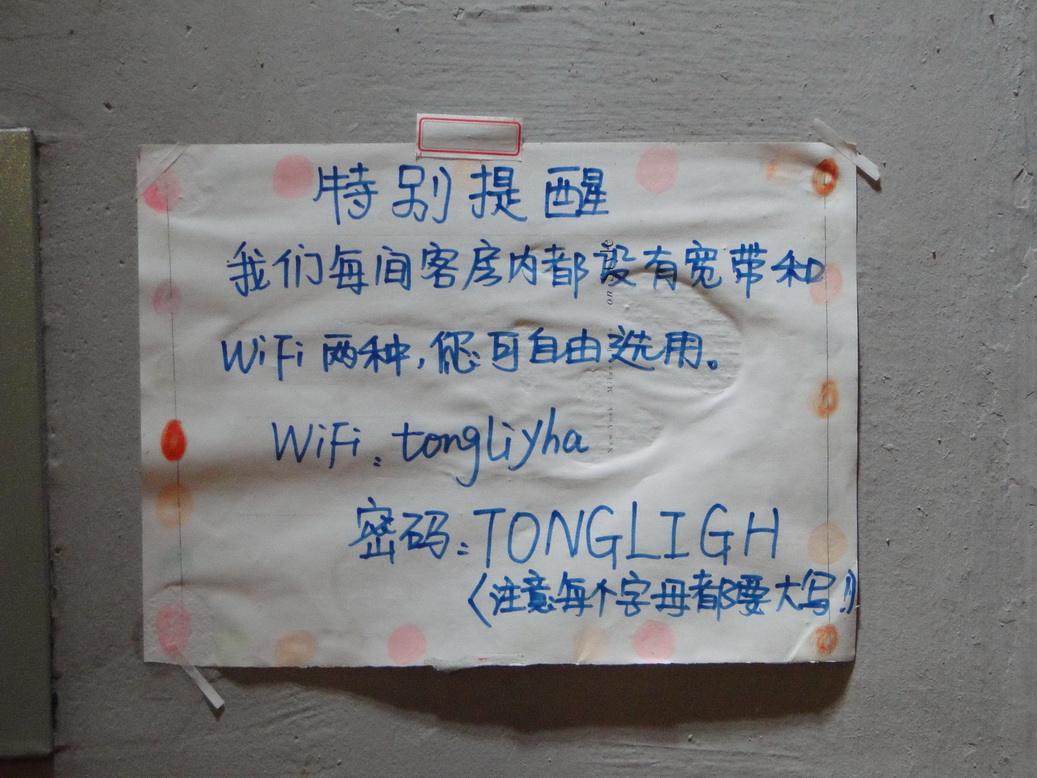 特别提醒
我们每间客房内都设有宽带和
WiFi两种,您可自由选用。
WiFi:tongliyha
密码:TONGLIGH
(注意每个字母都要大写!)